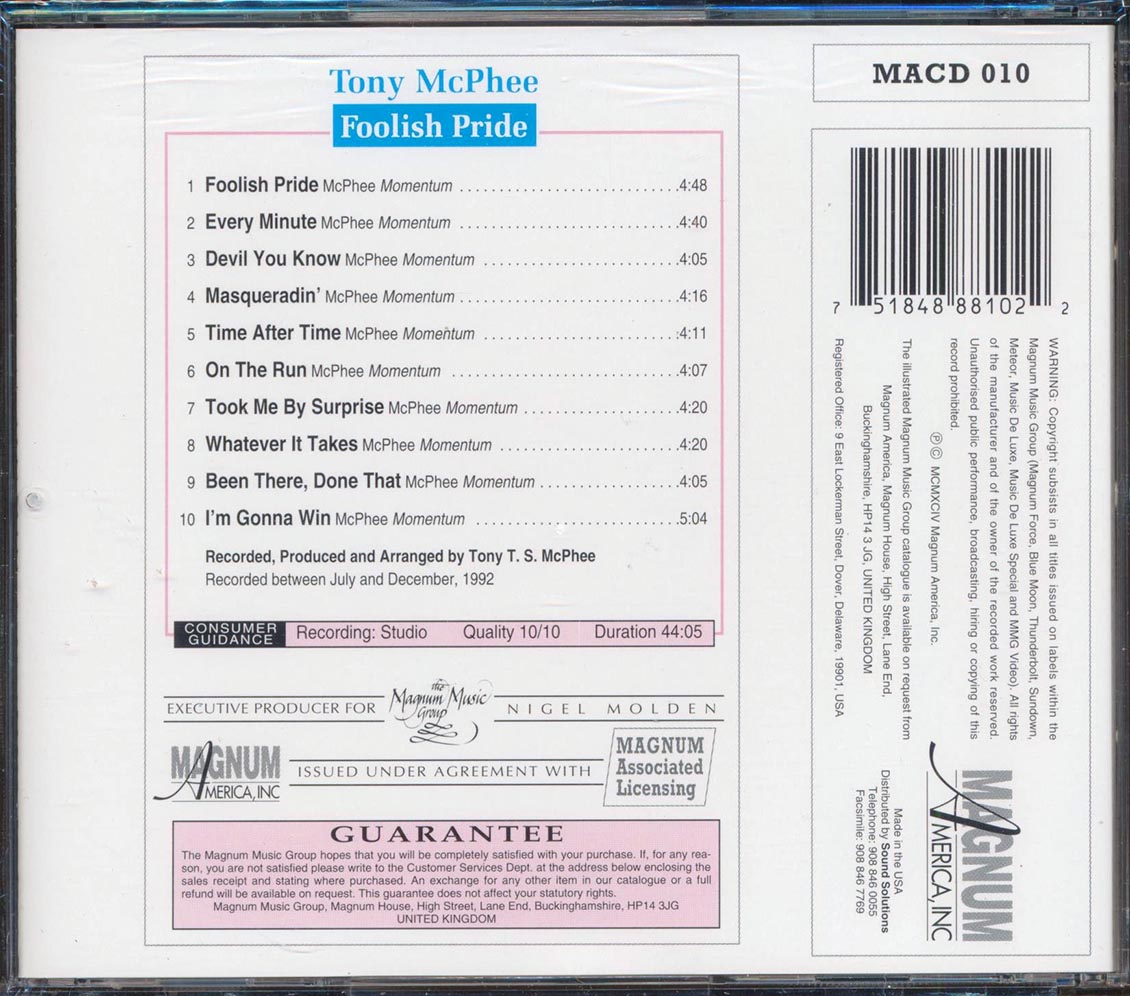 Tony McPhee
Foolish Pride
1 Foolish Pride McPhee Momentum ..........................4:48
2 Every Minute McPhee Momentum ..........................4:40
3 Devil You Know McPhee Momentum .......................4:05
4 Masqueradin' McPhee Momentum ..........................4:16
5 Time After Time McPhee Momentum .......................4:11
6 On The Run McPhee Momentum ...........................4:07
7 Took Me By Surprise McPhee Momentum ..................4:20
8 Whatever It Takes McPhee Momentum .....................4:20
9 Been There, Done That McPhee Momentum ................4:05
10 I'm Gonna Win McPhee Momentum ........................5:04
Recorded, Produced and Arranged by Tony T. S. McPhee
Recorded between July and December, 1992
CONSUMER GUIDANCE Recording: Studio Quality 10/10 Duration 44:05
EXECUTIVE PRODUCER FOR the Magnum Music Group NIGEL MOLDEN
MAGNUM AMERICA, INC ISSUED UNDER AGREEMENT WITH MAGNUM Associated Licensing
GUARANTEE
The Magnum Music Group hopes that you will be completely satisfied with your purchase. If, for any rea-
son, you are not satisfied please write to the Customer Services Dept. at the address below enclosing the
sales receipt and stating where purchased. An exchange for any other item in our catalogue or a full
refund will be available on request. This guarantee does not affect your statutory rights.
Magnum Music Group, Magnum House, High Street, Lane End, Buckinghamshire, HP14 3JG
UNITED KINGDOM
MACD 010
7 51848 88102 2
WARNING: Copyright subsists in all titles issued on labels within the
Magnum Music Group (Magnum Force, Blue Moon, Thunderbolt, Sundown,
Meteor, Music De Luxe, Music De Luxe Special and MMG Video). All rights
of the manufacturer and of the owner of the recorded work reserved.
Unauthorised public performance, broadcasting, hiring or copying of this
record prohibited.
℗ © MCMXCIV Magnum America, Inc.
The illustrated Magnum Music Group catalogue is available on request from
Magnum America, Magnum House, High Street, Lane End,
Buckinghamshire, HP14 3 JG, UNITED KINGDOM
Registered Office: 9 East Lockerman Street, Dover, Delaware, 19901, USA
MAGNUM
AMERICA, INC
Made in the USA
Distributed by Sound Solutions
Telephone: 908 846 0055
Facsimile: 908 846 7769